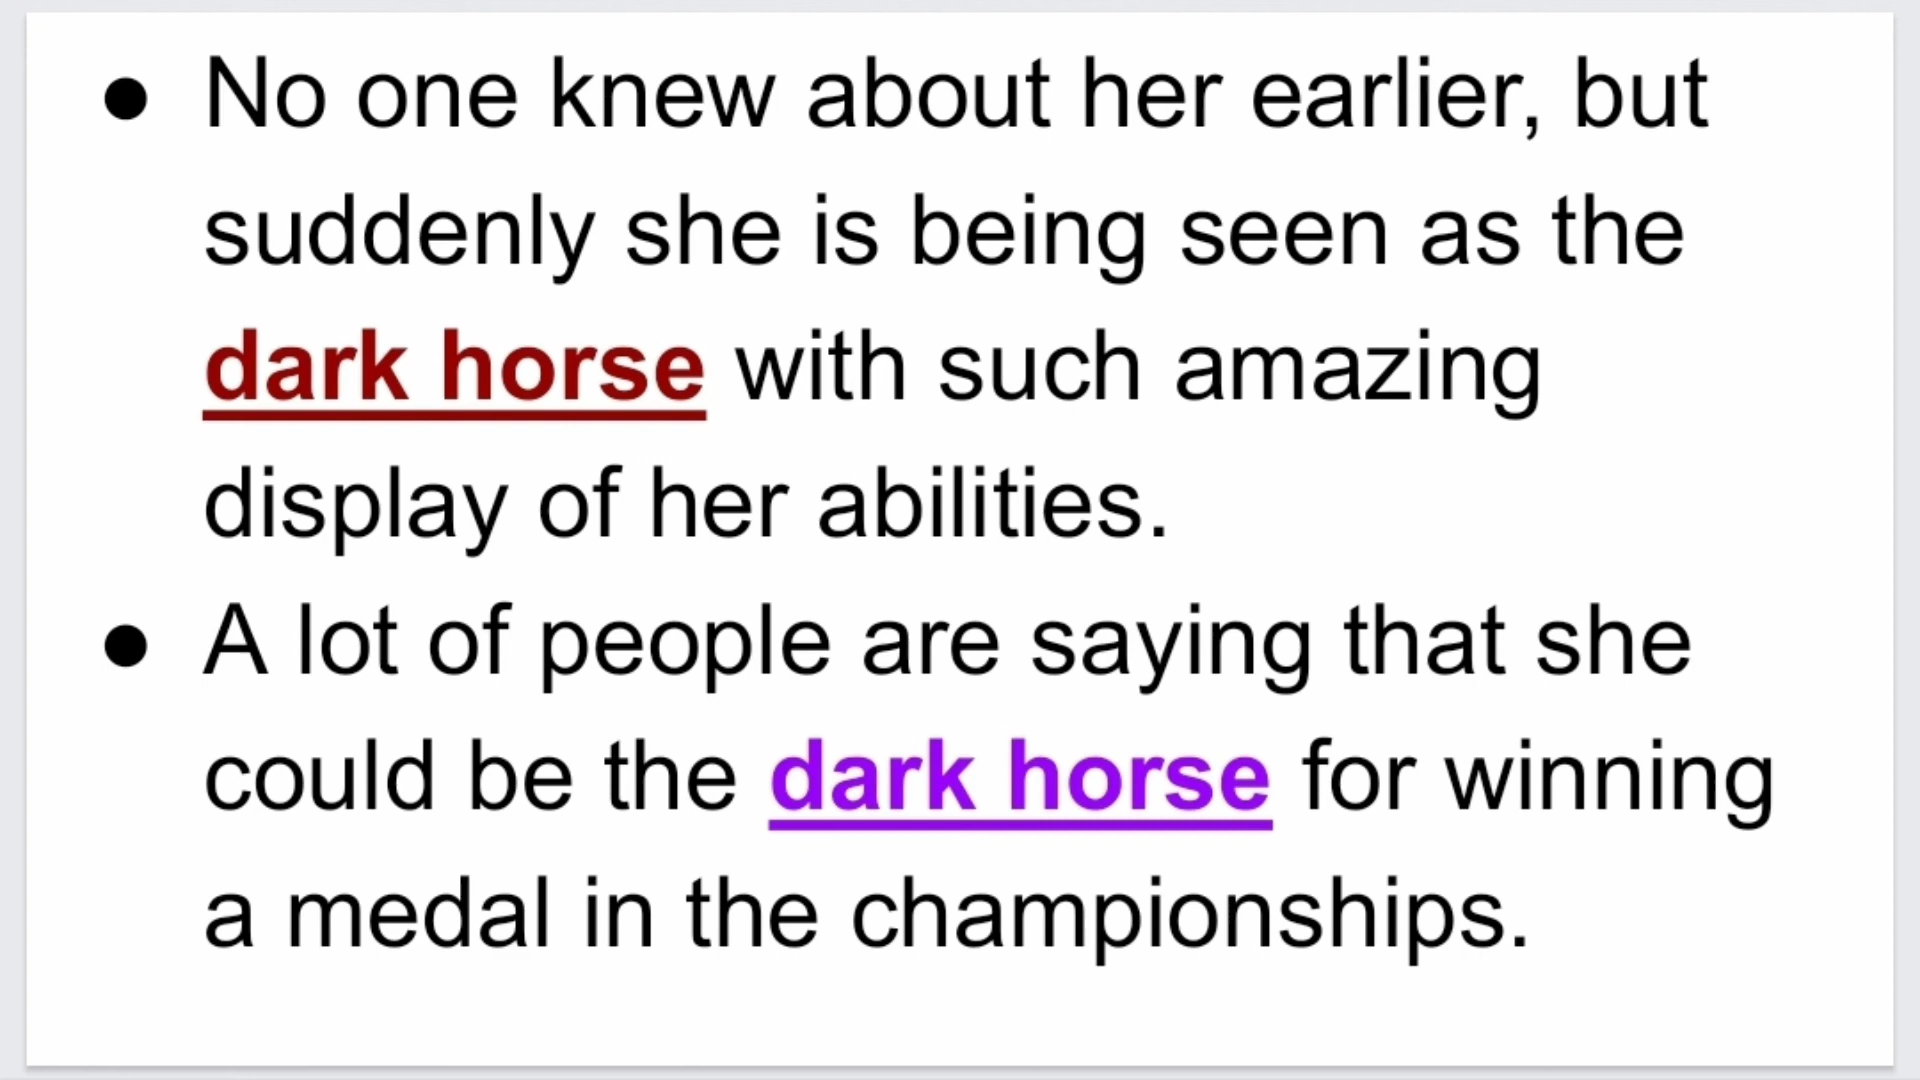 ● No one knew about her earlier, but
suddenly she is being seen as the
dark horse with such amazing
display of her abilities.
● A lot of people are saying that she
could be the dark horse for winning
a medal in the championships.